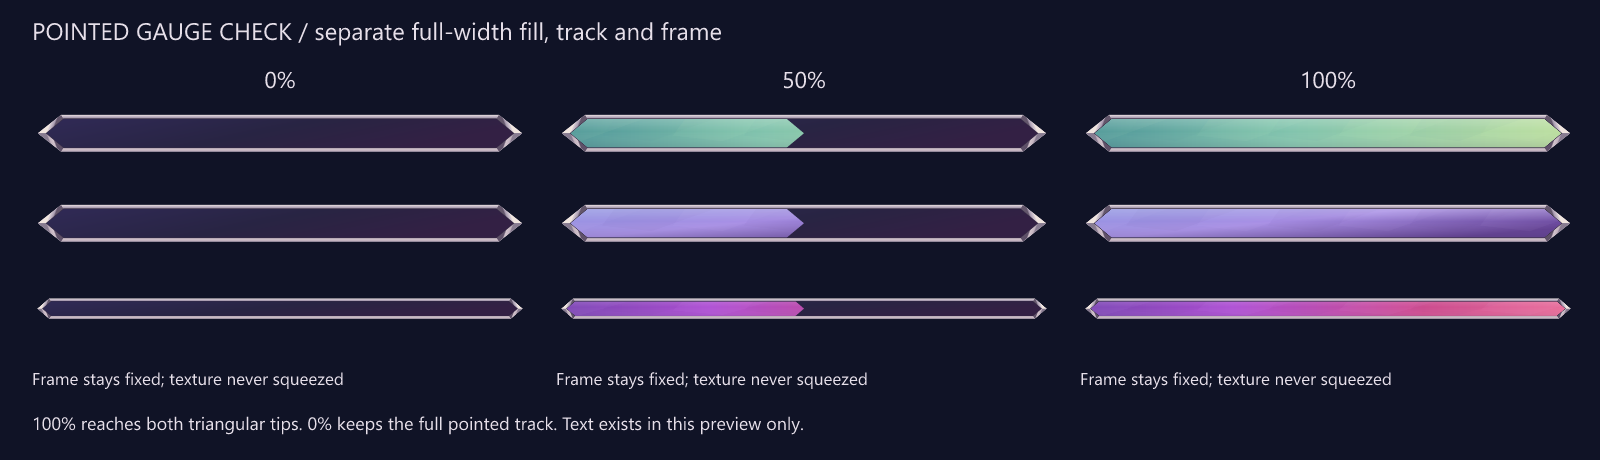 POINTED GAUGE CHECK / separate full-width fill, track and frame
0% 50% 100%
Frame stays fixed; texture never squeezed Frame stays fixed; texture never squeezed Frame stays fixed; texture never squeezed
100% reaches both triangular tips. 0% keeps the full pointed track. Text exists in this preview only.